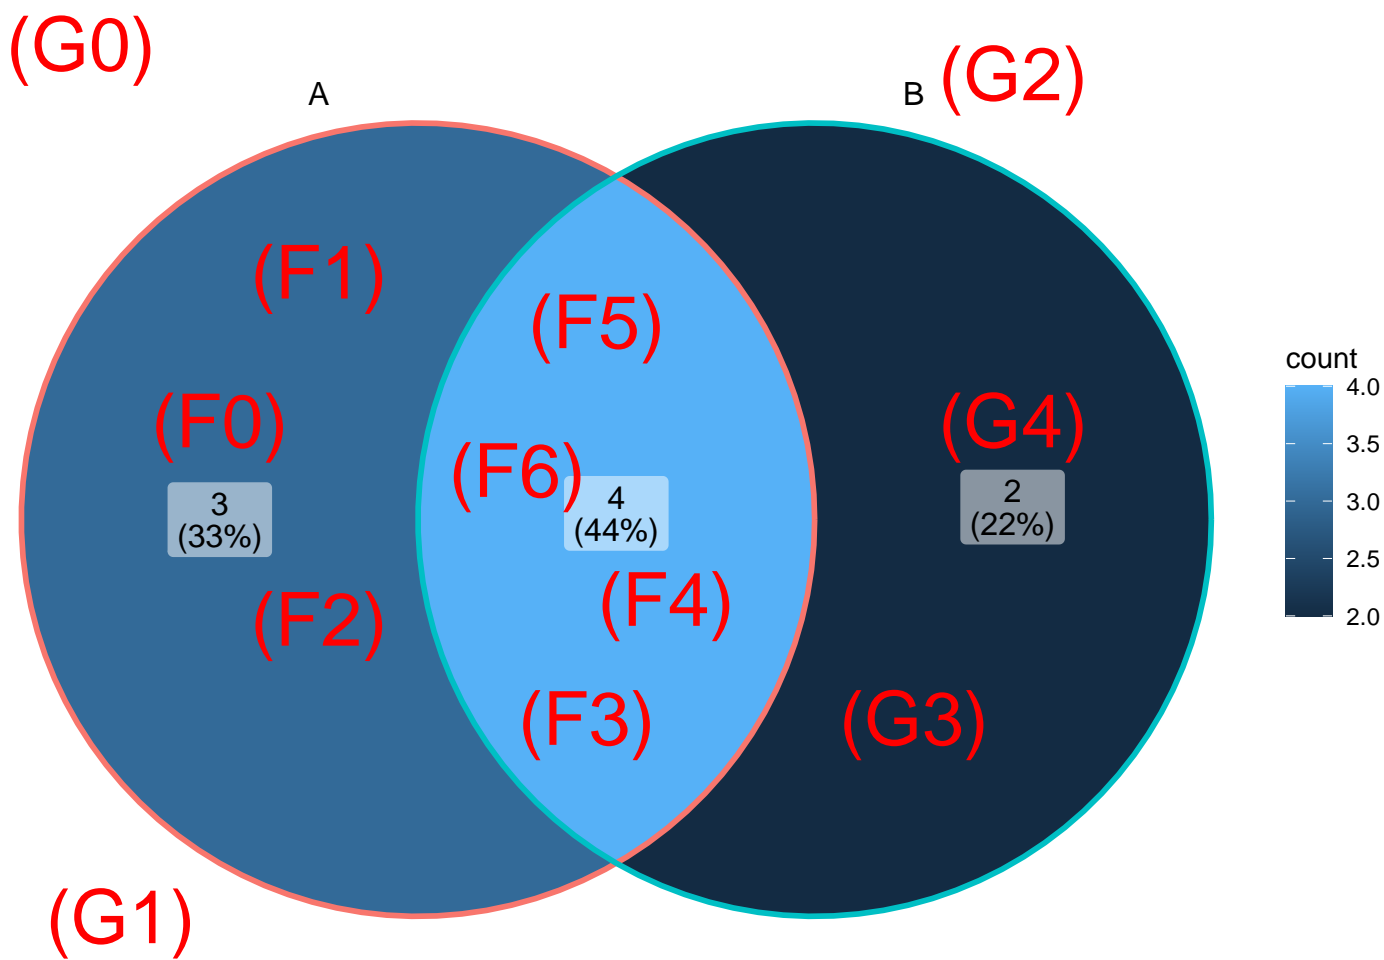 (G0)
A
B
(G2)
(F1)
(F5)
count
4.0
3.5
3.0
2.5
2.0
(F0)
(G4)
(F6)
3
(33%)
4
(44%)
2
(22%)
(F2)
(F4)
(F3)
(G3)
(G1)